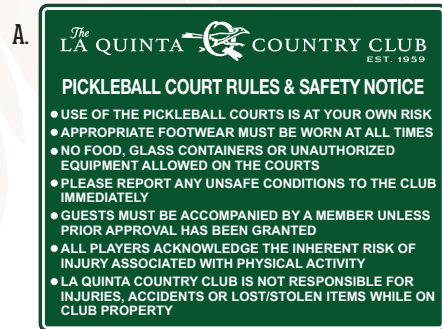 A.
The
LA QUINTA COUNTRY CLUB
EST. 1959
PICKLEBALL COURT RULES & SAFETY NOTICE
● USE OF THE PICKLEBALL COURTS IS AT YOUR OWN RISK
● APPROPRIATE FOOTWEAR MUST BE WORN AT ALL TIMES
● NO FOOD, GLASS CONTAINERS OR UNAUTHORIZED
EQUIPMENT ALLOWED ON THE COURTS
● PLEASE REPORT ANY UNSAFE CONDITIONS TO THE CLUB
IMMEDIATELY
● GUESTS MUST BE ACCOMPANIED BY A MEMBER UNLESS
PRIOR APPROVAL HAS BEEN GRANTED
● ALL PLAYERS ACKNOWLEDGE THE INHERENT RISK OF
INJURY ASSOCIATED WITH PHYSICAL ACTIVITY
● LA QUINTA COUNTRY CLUB IS NOT RESPONSIBLE FOR
INJURIES, ACCIDENTS OR LOST/STOLEN ITEMS WHILE ON
CLUB PROPERTY